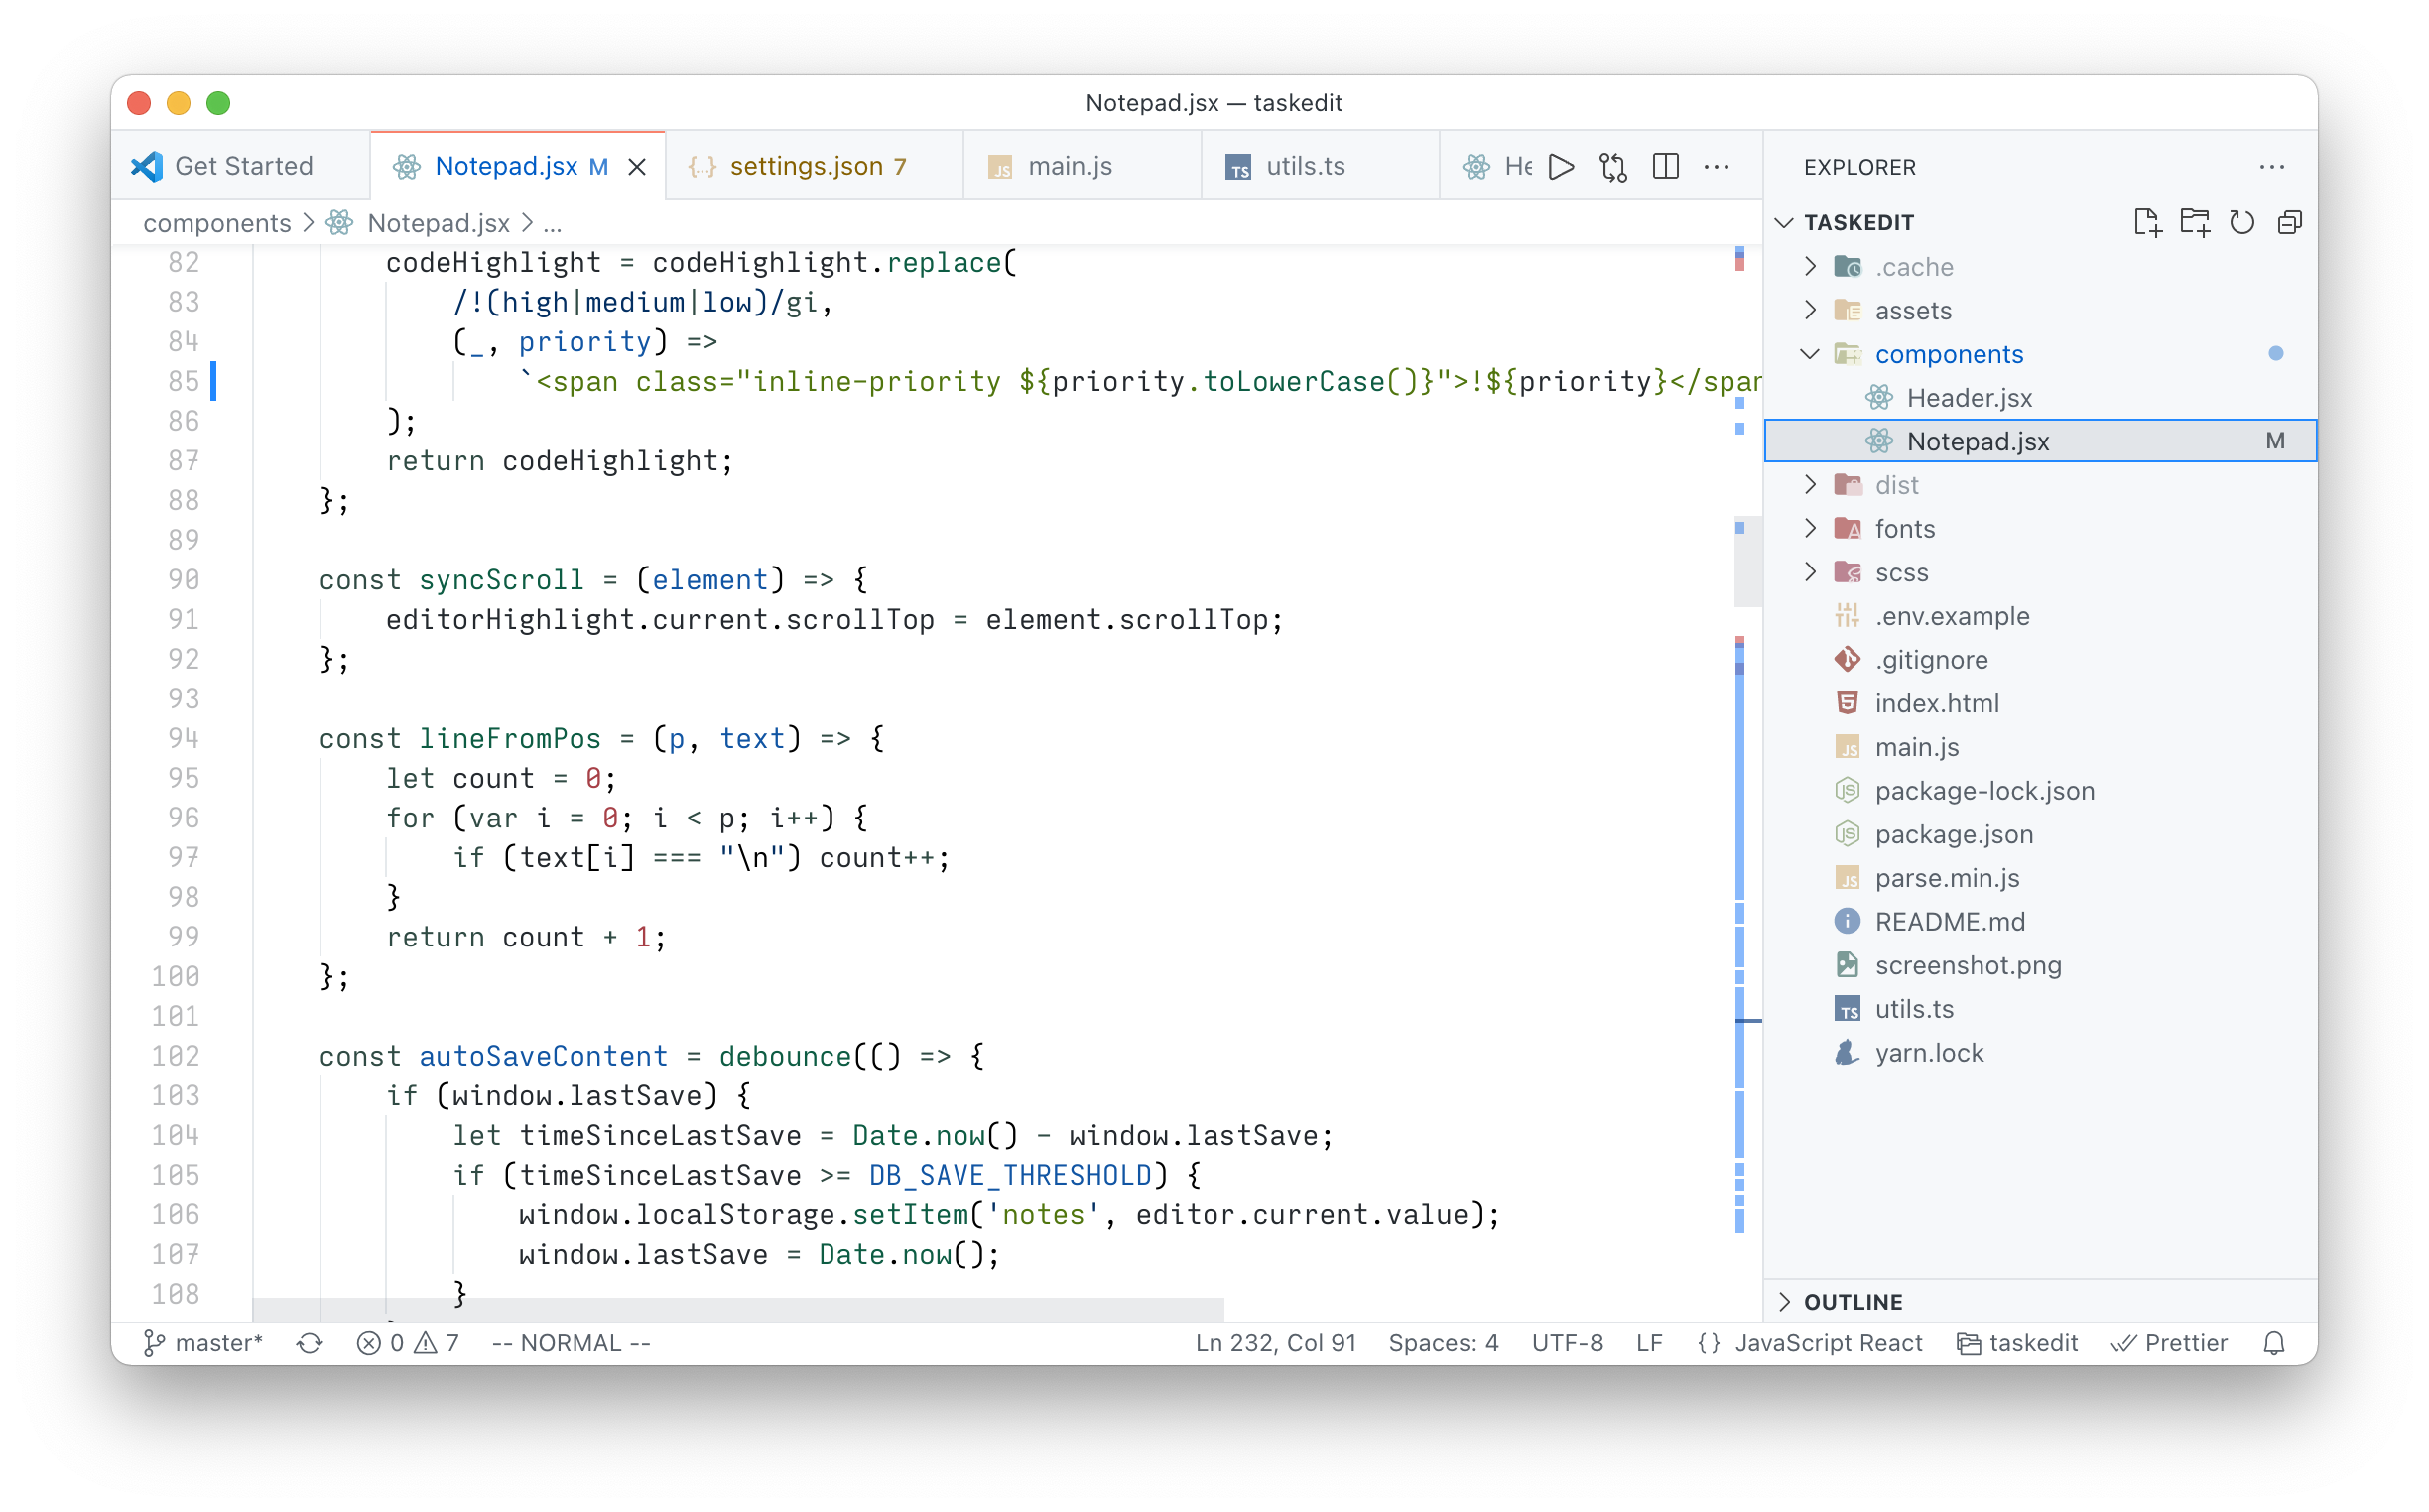 Notepad.jsx — taskedit
Get Started
Notepad.jsx M
{..} settings.json 7
JS main.js
TS utils.ts
He
components > Notepad.jsx > ...
82 codeHighlight = codeHighlight.replace(
83 /!(high|medium|low)/gi,
84 (_, priority) =>
85 `<span class="inline-priority ${priority.toLowerCase()}">!${priority}</span
86 );
87 return codeHighlight;
88 };
89
90 const syncScroll = (element) => {
91 editorHighlight.current.scrollTop = element.scrollTop;
92 };
93
94 const lineFromPos = (p, text) => {
95 let count = 0;
96 for (var i = 0; i < p; i++) {
97 if (text[i] === "\n") count++;
98 }
99 return count + 1;
100 };
101
102 const autoSaveContent = debounce(() => {
103 if (window.lastSave) {
104 let timeSinceLastSave = Date.now() - window.lastSave;
105 if (timeSinceLastSave >= DB_SAVE_THRESHOLD) {
106 window.localStorage.setItem('notes', editor.current.value);
107 window.lastSave = Date.now();
108 }
EXPLORER
TASKEDIT
.cache
assets
components
Header.jsx
Notepad.jsx M
dist
fonts
scss
.env.example
.gitignore
index.html
JS main.js
JS package-lock.json
JS package.json
JS parse.min.js
README.md
screenshot.png
TS utils.ts
yarn.lock
OUTLINE
master* 0 7 -- NORMAL -- Ln 232, Col 91 Spaces: 4 UTF-8 LF {} JavaScript React taskedit Prettier